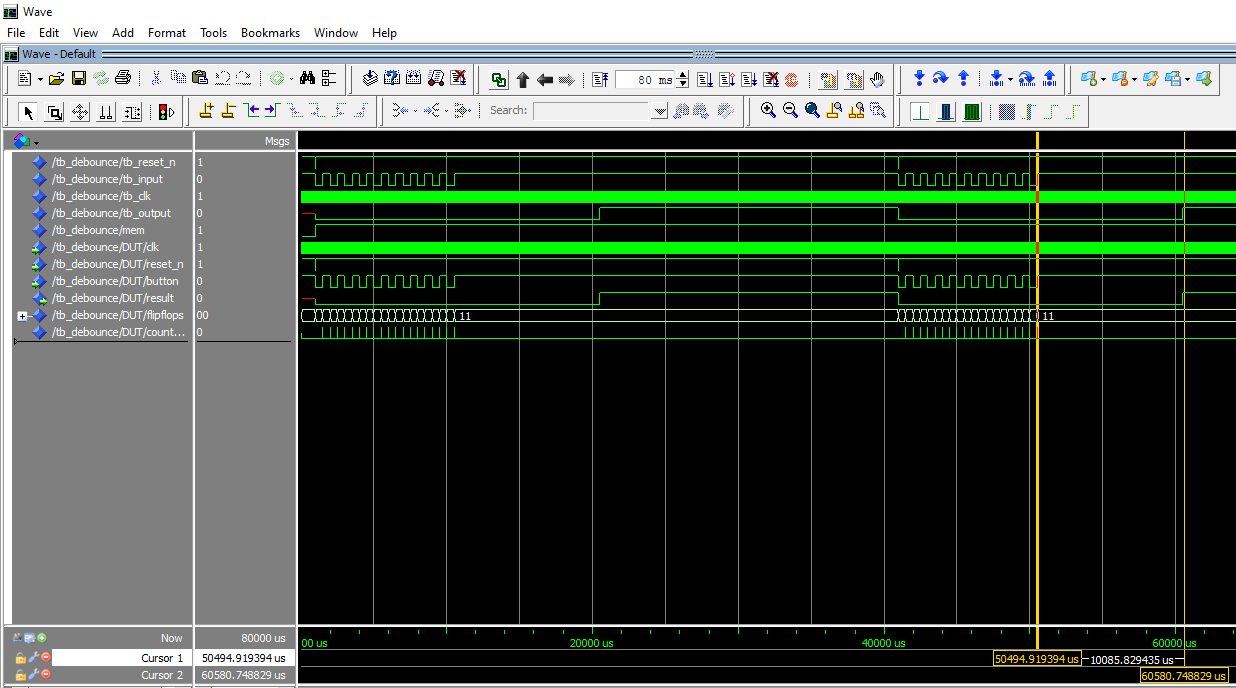 Wave
File Edit View Add Format Tools Bookmarks Window Help
Wave - Default
80 ms
Search:
Msgs
/tb_debounce/tb_reset_n 1
/tb_debounce/tb_input 0
/tb_debounce/tb_clk 1
/tb_debounce/tb_output 0
/tb_debounce/mem 1
/tb_debounce/DUT/clk 1
/tb_debounce/DUT/reset_n 1
/tb_debounce/DUT/button 0
/tb_debounce/DUT/result 0
/tb_debounce/DUT/flipflops 00 11 11
/tb_debounce/DUT/count... 0
Now 80000 us 00 us 20000 us 40000 us 60000 us
Cursor 1 50494.919394 us 50494.919394 us 10085.829435 us
Cursor 2 60580.748829 us 60580.748829 us